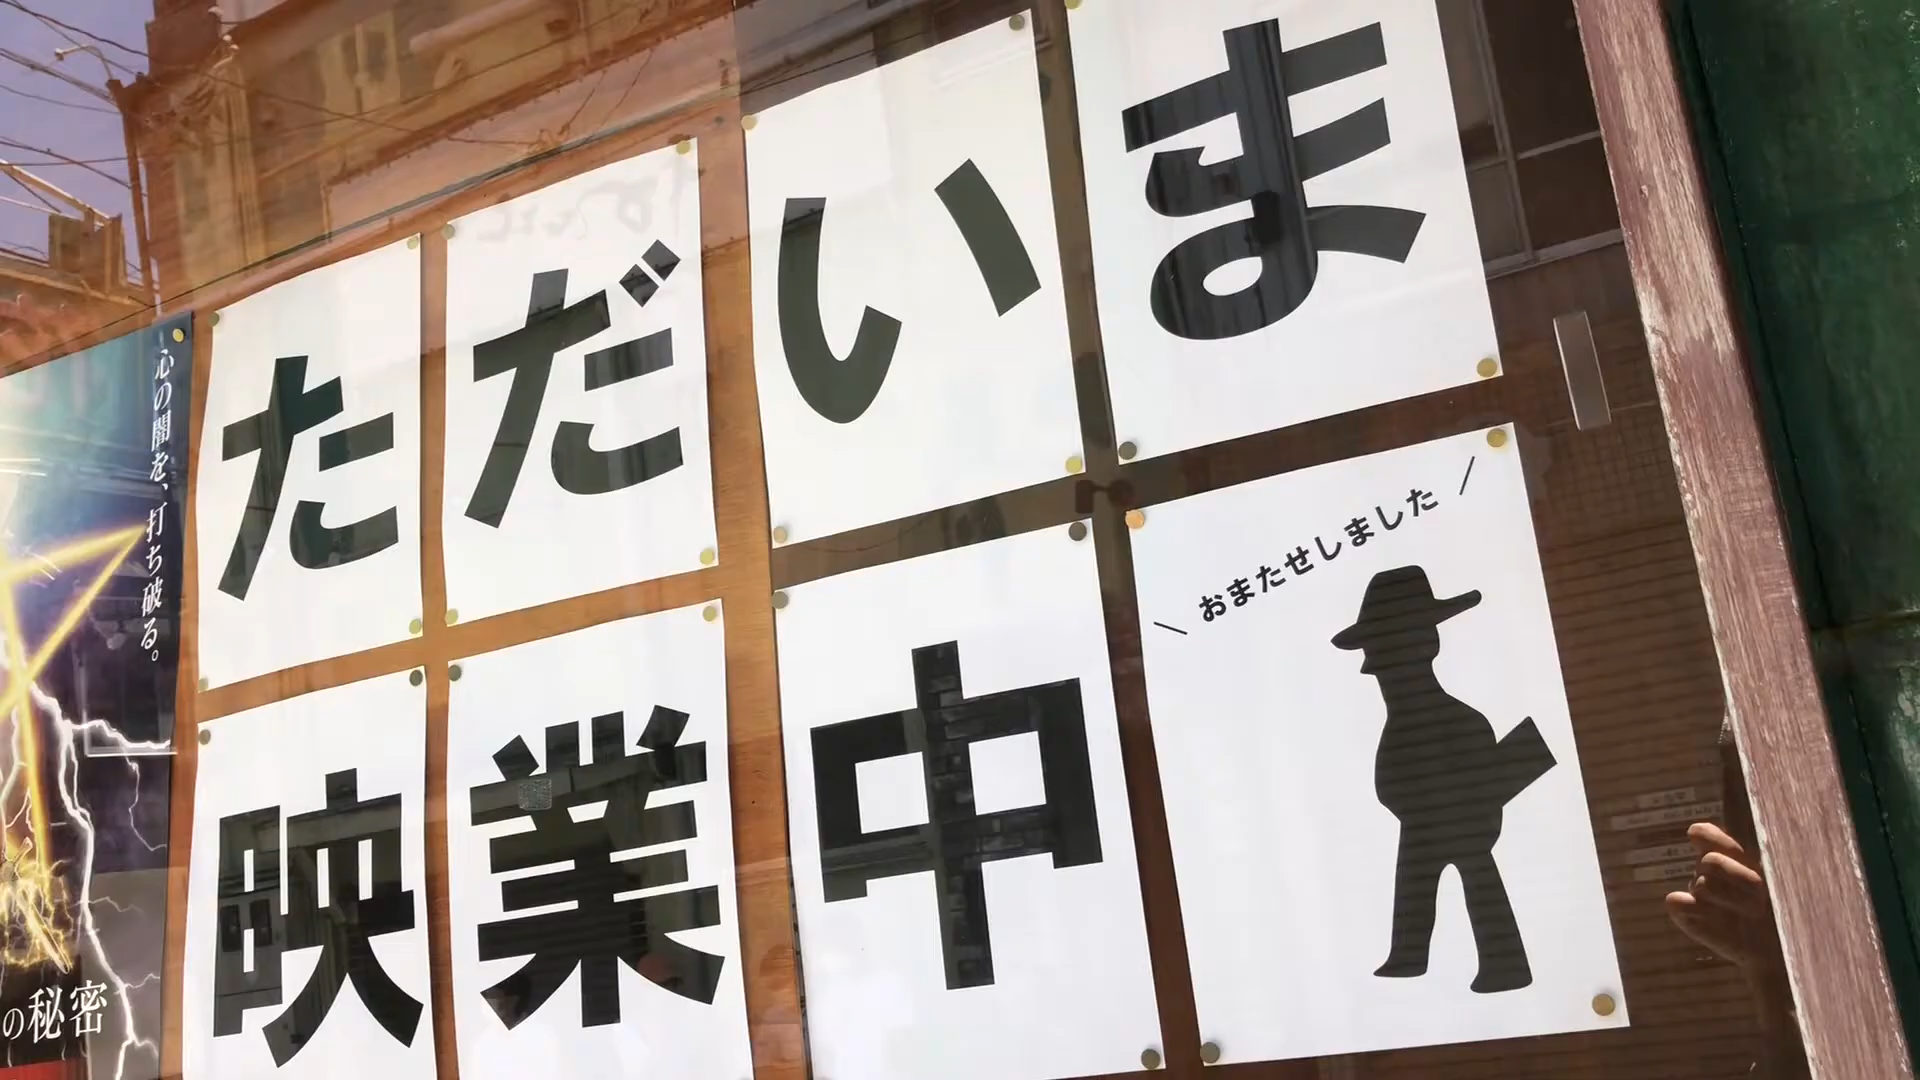 ただいま
映業中
\ おまたせしました /
心の闇を、打ち破る。
の秘密